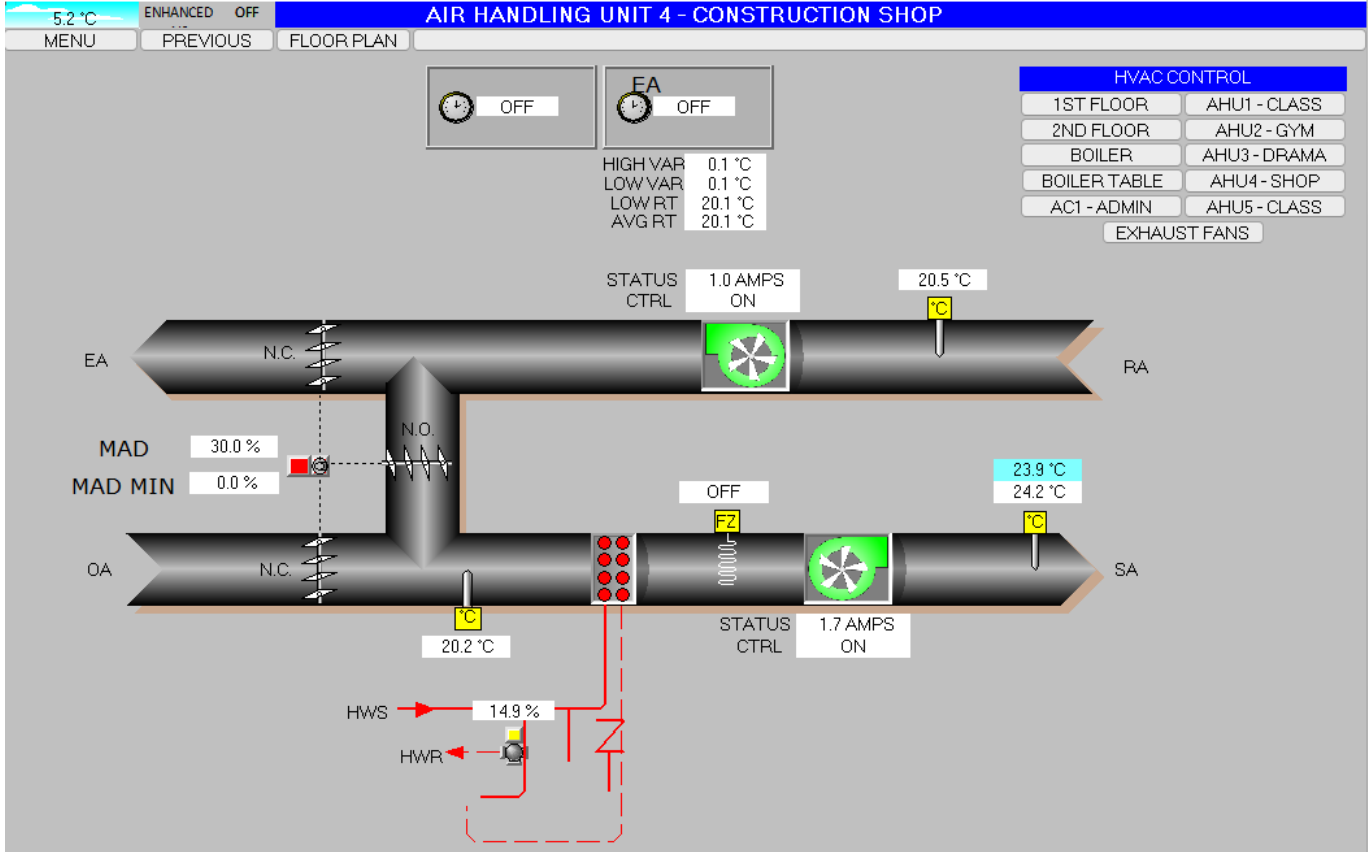 5.2 °C ENHANCED OFF AIR HANDLING UNIT 4 - CONSTRUCTION SHOP
MENU PREVIOUS FLOOR PLAN
HVAC CONTROL
EA
OFF OFF
1ST FLOOR AHU1 - CLASS
2ND FLOOR AHU2 - GYM
BOILER AHU3 - DRAMA
BOILER TABLE AHU4 - SHOP
AC1 - ADMIN AHU5 - CLASS
EXHAUST FANS
HIGH VAR 0.1 °C
LOW VAR 0.1 °C
LOW RT 20.1 °C
AVG RT 20.1 °C
STATUS 1.0 AMPS 20.5 °C
CTRL ON
°C
N.C.
EA RA
N.O.
MAD 30.0 %
MAD MIN 0.0 %
23.9 °C
OFF 24.2 °C
FZ °C
OA N.C. SA
°C
20.2 °C
STATUS 1.7 AMPS
CTRL ON
HWS 14.9 %
HWR